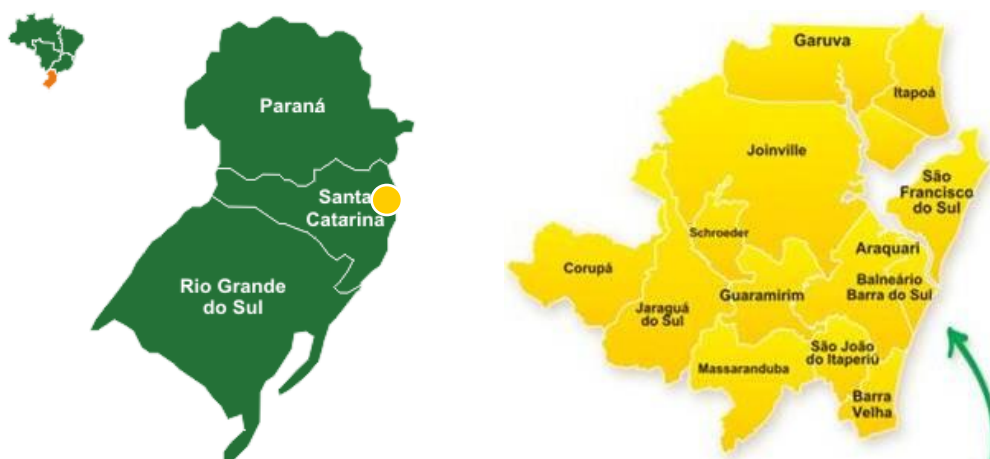 Paraná
Santa
Catarina
Rio Grande
do Sul
Garuva
Itapoá
Joinville
São
Francisco
do Sul
Schroeder
Araquari
Corupá
Balneário
Barra do Sul
Guaramirim
Jaraguá
do Sul
São João
do Itaperiú
Massaranduba
Barra
Velha